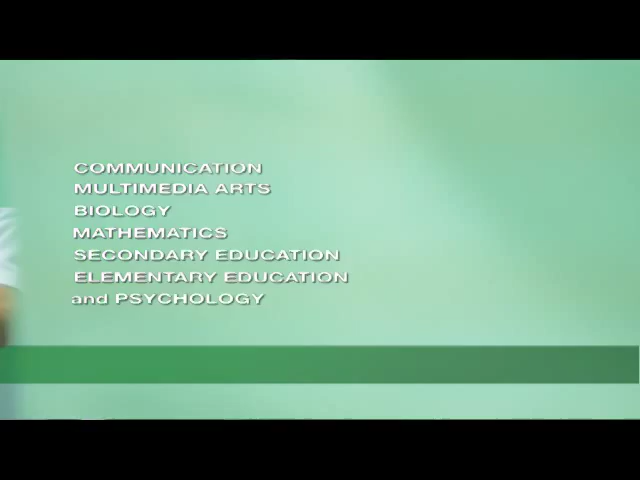 COMMUNICATION
MULTIMEDIA ARTS
BIOLOGY
MATHEMATICS
SECONDARY EDUCATION
ELEMENTARY EDUCATION
and PSYCHOLOGY